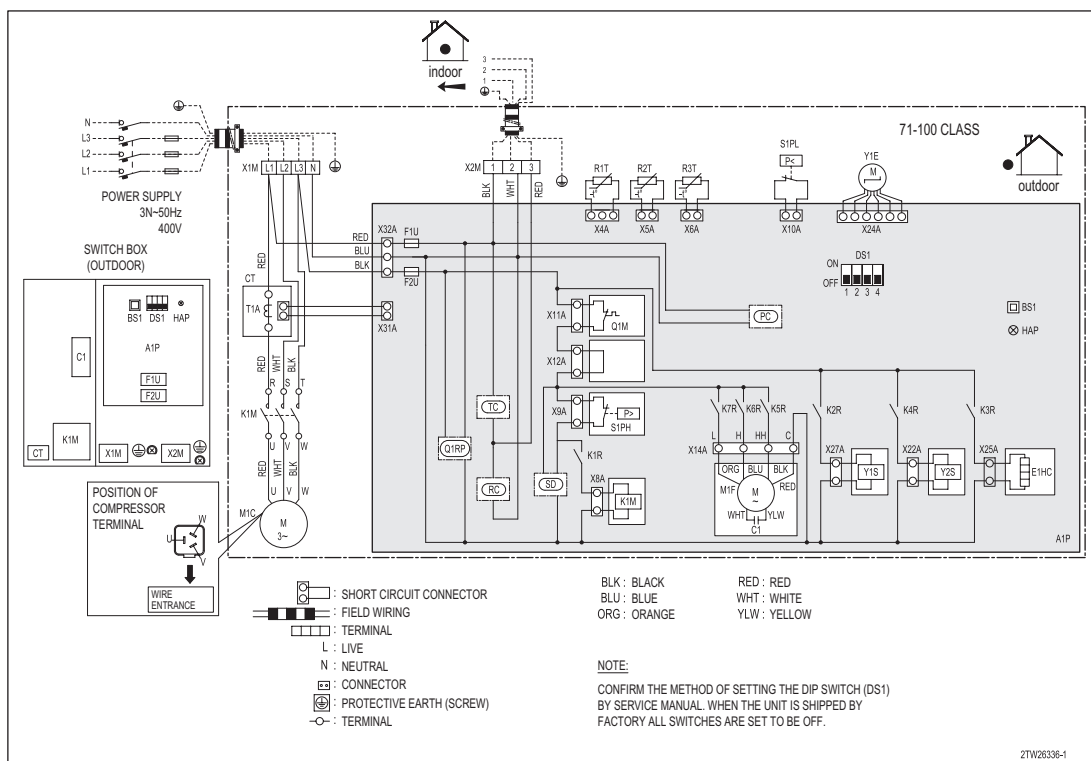 3
2
1
indoor
71-100 CLASS
outdoor
N
L3
L2
L1
X1M L1 L2 L3 N
X2M 1 2 3
BLK WHT RED
R1T R2T R3T
X4A X5A X6A
S1PL
P<
X10A
Y1E
M
X24A
POWER SUPPLY
3N~50Hz
400V
SWITCH BOX
(OUTDOOR)
BS1 DS1 HAP
A1P
C1
F1U
F2U
K1M
CT
X1M
X2M
RED
CT
T1A
RED WHT BLK
R S T
K1M
U V W
RED WHT BLK
U V W
M1C
M
3~
X32A
RED
BLU
BLK
F1U
F2U
X31A
DS1
ON
OFF
1 2 3 4
BS1
HAP
PC
X11A
Q1M
X12A
X9A
P>
S1PH
TC
Q1RP
RC
SD
K1R
X8A
K1M
K7R K6R K5R
L H HH C
X14A
ORG BLU BLK
RED
M1F
M
~
WHT YLW
C1
K2R
K4R
K3R
X27A
Y1S
X22A
Y2S
X25A
E1HC
A1P
POSITION OF
COMPRESSOR
TERMINAL
U
W
V
WIRE
ENTRANCE
: SHORT CIRCUIT CONNECTOR
: FIELD WIRING
: TERMINAL
L : LIVE
N : NEUTRAL
: CONNECTOR
: PROTECTIVE EARTH (SCREW)
: TERMINAL
BLK : BLACK
BLU : BLUE
ORG : ORANGE
RED : RED
WHT : WHITE
YLW : YELLOW
NOTE:
CONFIRM THE METHOD OF SETTING THE DIP SWITCH (DS1)
BY SERVICE MANUAL. WHEN THE UNIT IS SHIPPED BY
FACTORY ALL SWITCHES ARE SET TO BE OFF.
2TW26336-1